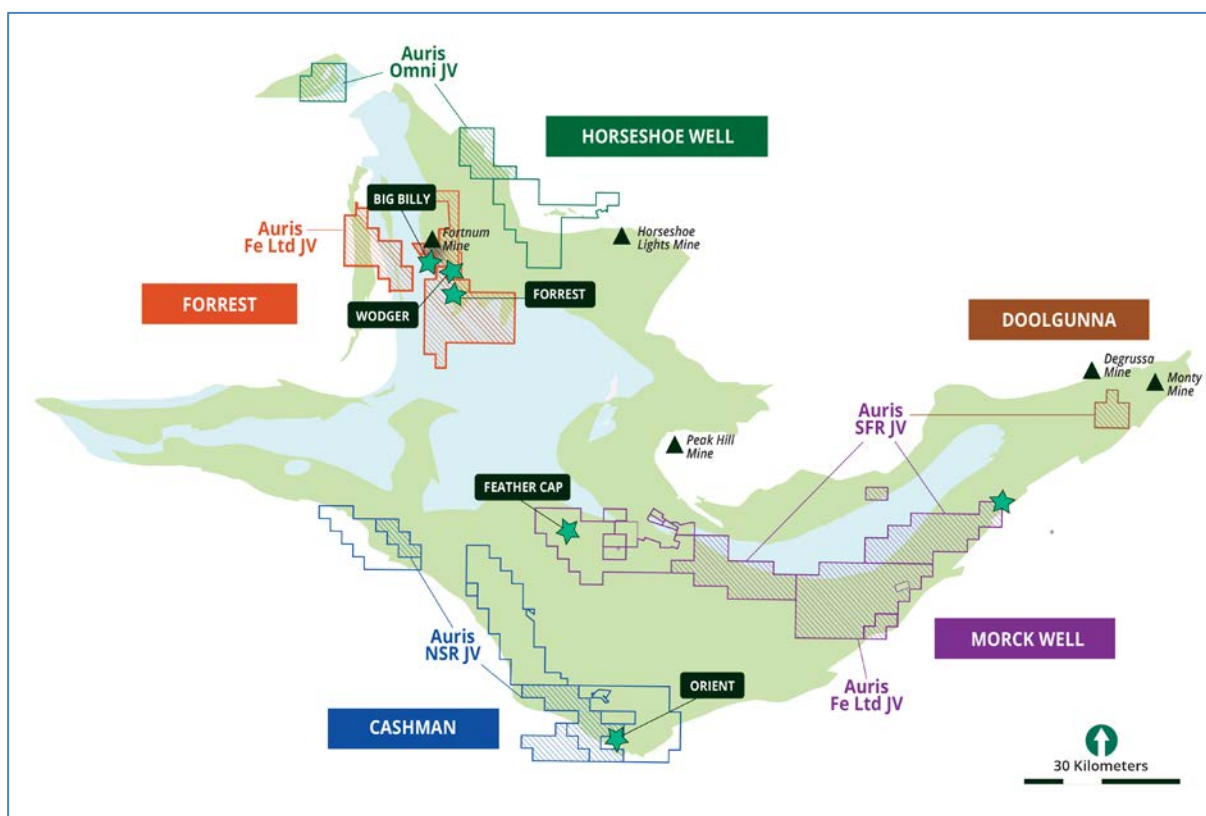 Auris
Omni JV
HORSESHOE WELL
BIG BILLY
Auris
Fe Ltd JV
Fortnum
Mine
Horseshoe
Lights Mine
FORREST
WODGER
FORREST
DOOLGUNNA
Degrussa
Mine
Monty
Mine
Auris
SFR JV
Peak Hill
Mine
FEATHER CAP
Auris
NSR JV
MORCK WELL
ORIENT
Auris
Fe Ltd JV
CASHMAN
30 Kilometers